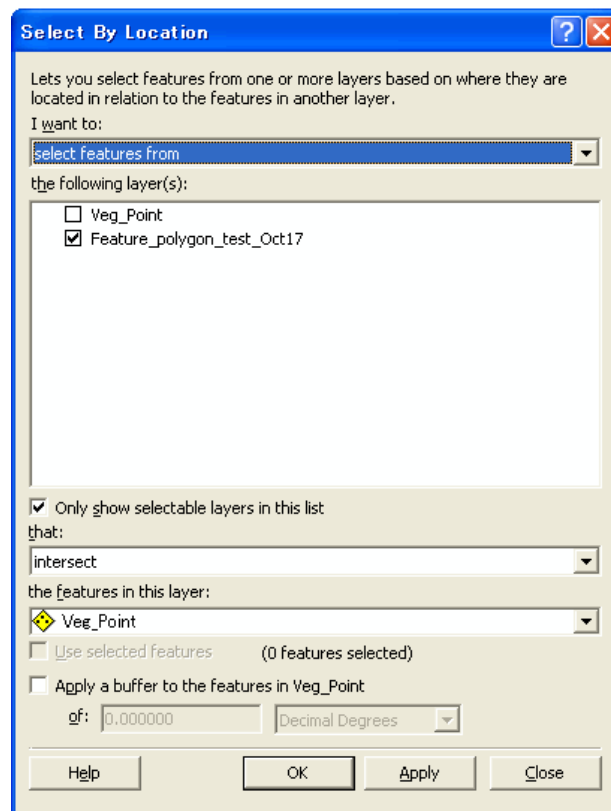 Select By Location
Lets you select features from one or more layers based on where they are
located in relation to the features in another layer.
I want to:
select features from
the following layer(s):
Veg_Point
Feature_polygon_test_Oct17
Only show selectable layers in this list
that:
intersect
the features in this layer:
Veg_Point
Use selected features (0 features selected)
Apply a buffer to the features in Veg_Point
of: 0.000000 Decimal Degrees
Help OK Apply Close